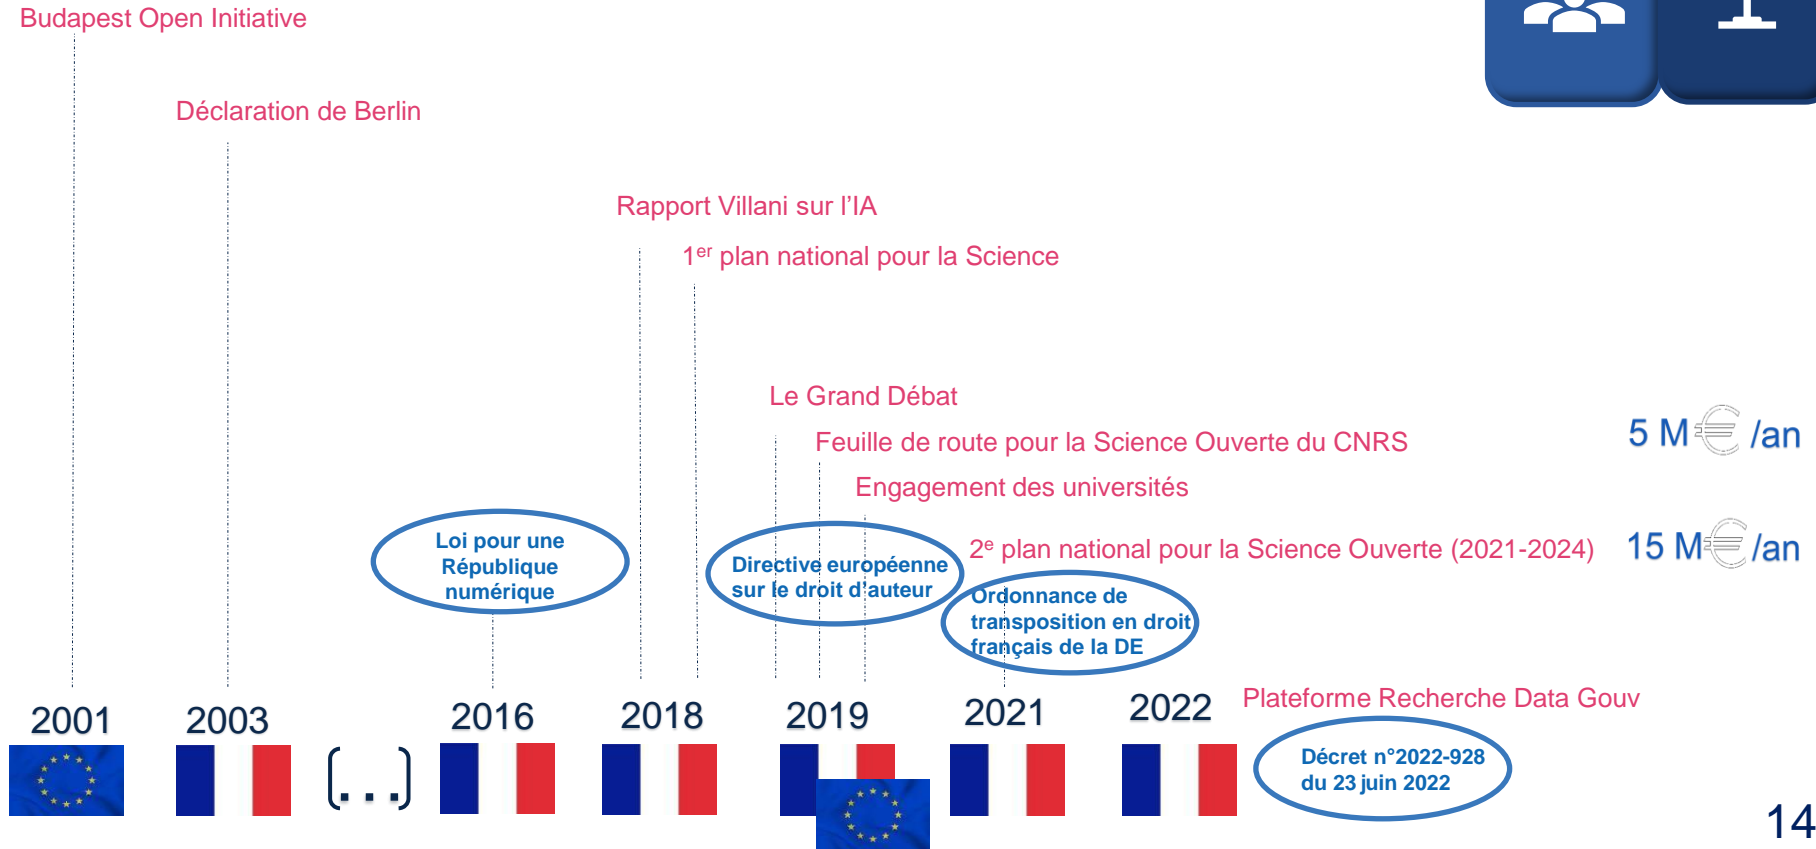 Budapest Open Initiative
Déclaration de Berlin
Rapport Villani sur l’IA
1er plan national pour la Science
Le Grand Débat
Feuille de route pour la Science Ouverte du CNRS
5 M€ /an
Engagement des universités
Loi pour une
République
numérique
Directive européenne
sur le droit d’auteur
2e plan national pour la Science Ouverte (2021-2024)
15 M€ /an
Ordonnance de
transposition en droit
français de la DE
2001
2003
(...)
2016
2018
2019
2021
2022
Plateforme Recherche Data Gouv
Décret n°2022-928
du 23 juin 2022
14